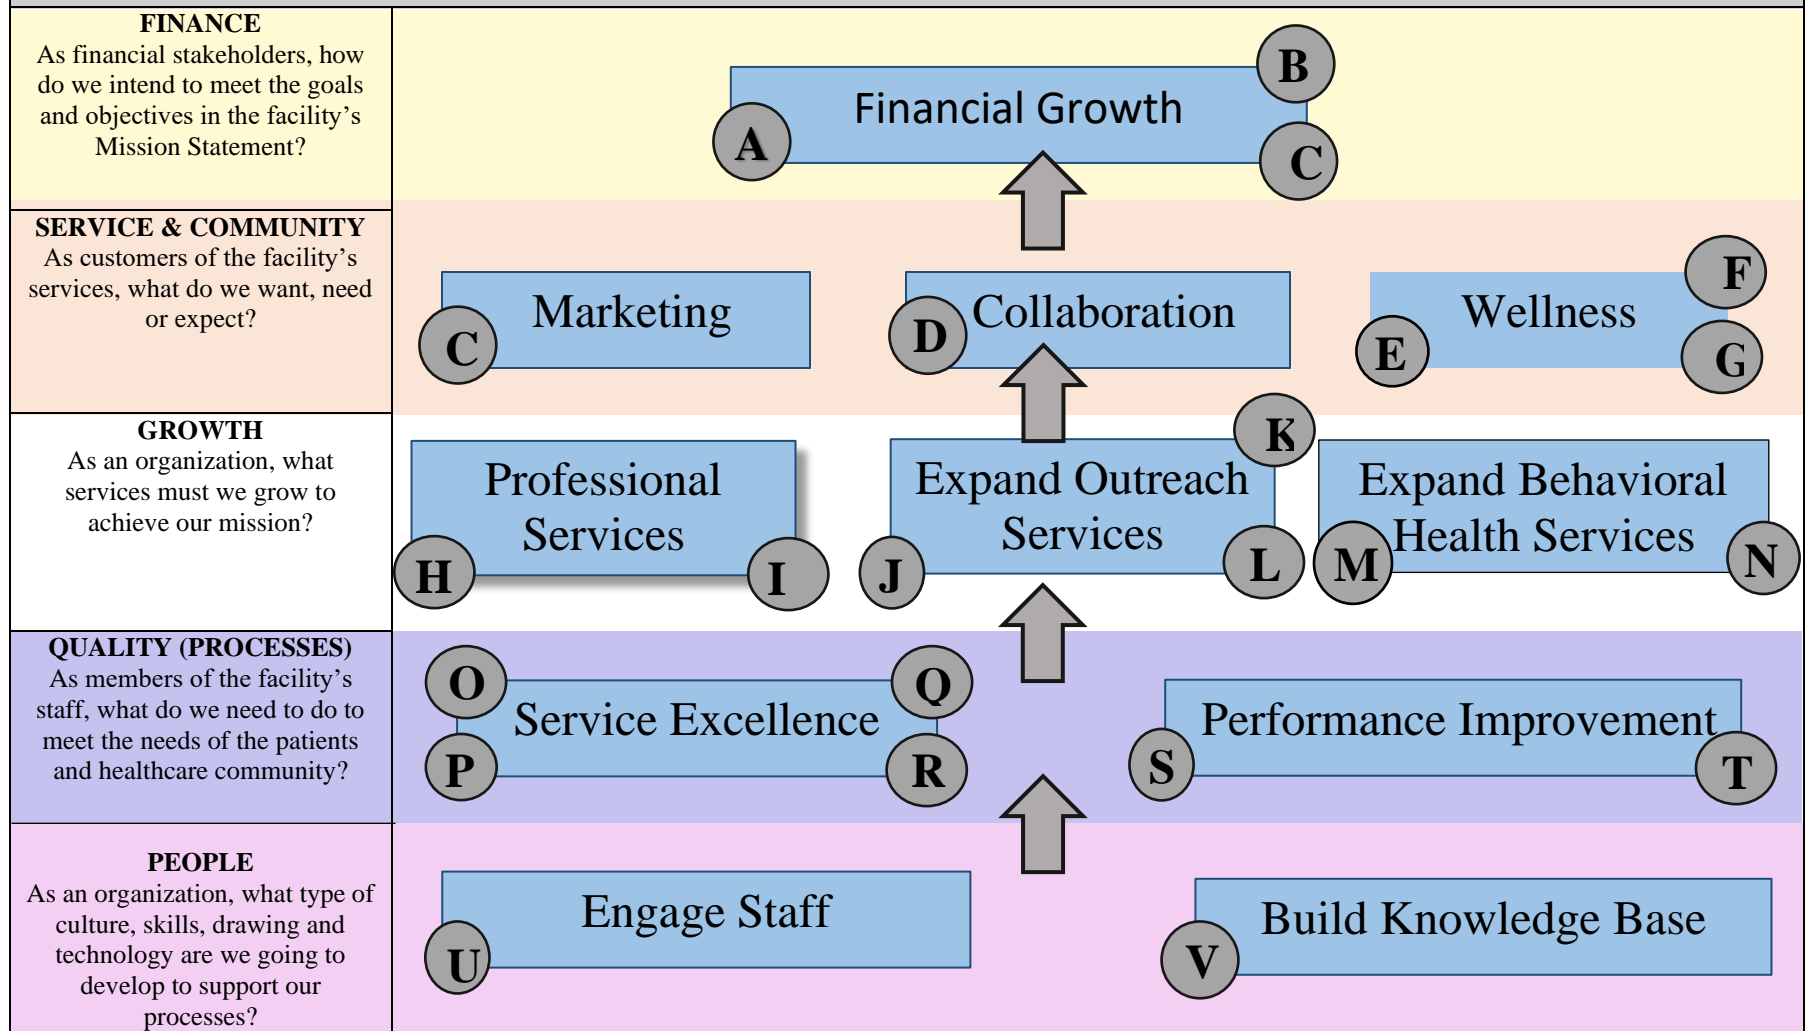 FINANCE
As financial stakeholders, how
do we intend to meet the goals
and objectives in the facility's
Mission Statement?
B
Financial Growth
A
C
SERVICE & COMMUNITY
As customers of the facility's
services, what do we want, need
or expect?
Marketing
C
Collaboration
D
Wellness
F
E
G
GROWTH
As an organization, what
services must we grow to
achieve our mission?
Professional
Services
H
I
K
Expand Outreach
Services
J
L
Expand Behavioral
Health Services
M
N
QUALITY (PROCESSES)
As members of the facility's
staff, what do we need to do to
meet the needs of the patients
and healthcare community?
O
Q
Service Excellence
P
R
Performance Improvement
S
T
PEOPLE
As an organization, what type of
culture, skills, drawing and
technology are we going to
develop to support our
processes?
Engage Staff
U
Build Knowledge Base
V